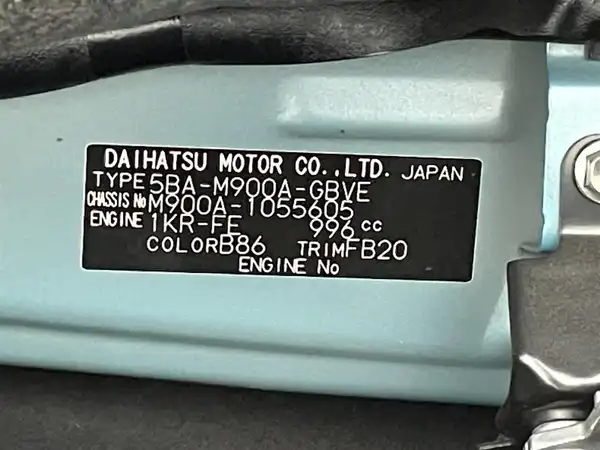 DAIHATSU MOTOR CO.,LTD. JAPAN
TYPE 5BA-M900A-GBVE
CHASSIS No M900A-1055605
ENGINE 1KR-FE 996 cc
COLOR B86 TRIM FB20
ENGINE No